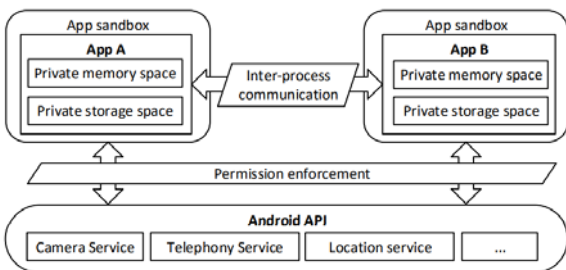 App sandbox
App A
Private memory space
Private storage space
Inter-process
communication
App sandbox
App B
Private memory space
Private storage space
Permission enforcement
Android API
Camera Service
Telephony Service
Location service
...